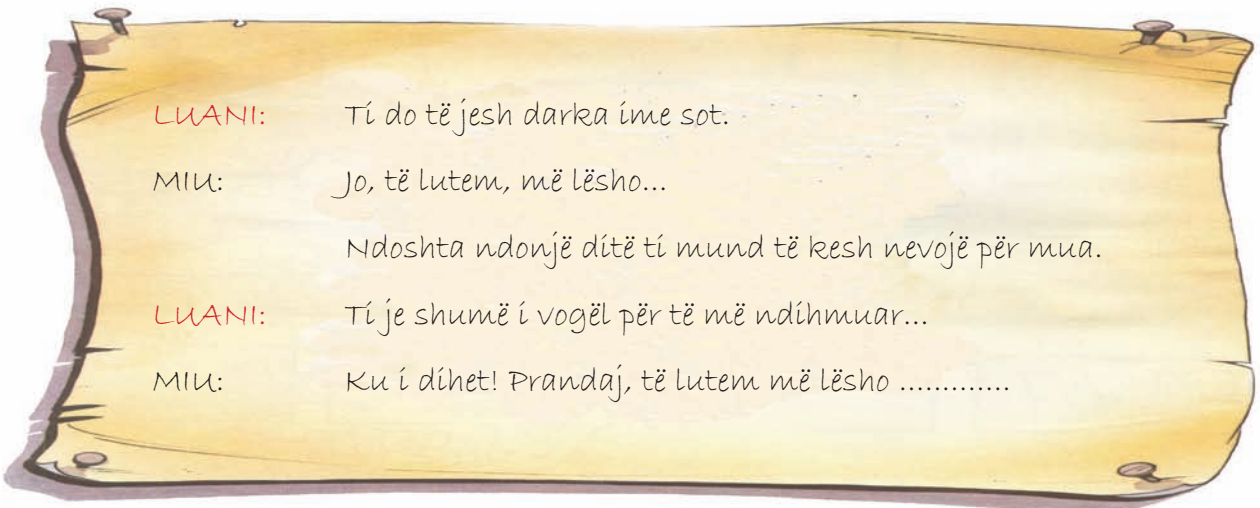 LUANI: Ti do të jesh darka ime sot.
MIU: Jo, të lutem, më lësho...
Ndoshta ndonjë ditë ti mund të kesh nevojë për mua.
LUANI: Ti je shumë i vogël për të më ndihmuar...
MIU: Ku i dihet! Prandaj, të lutem më lësho .............